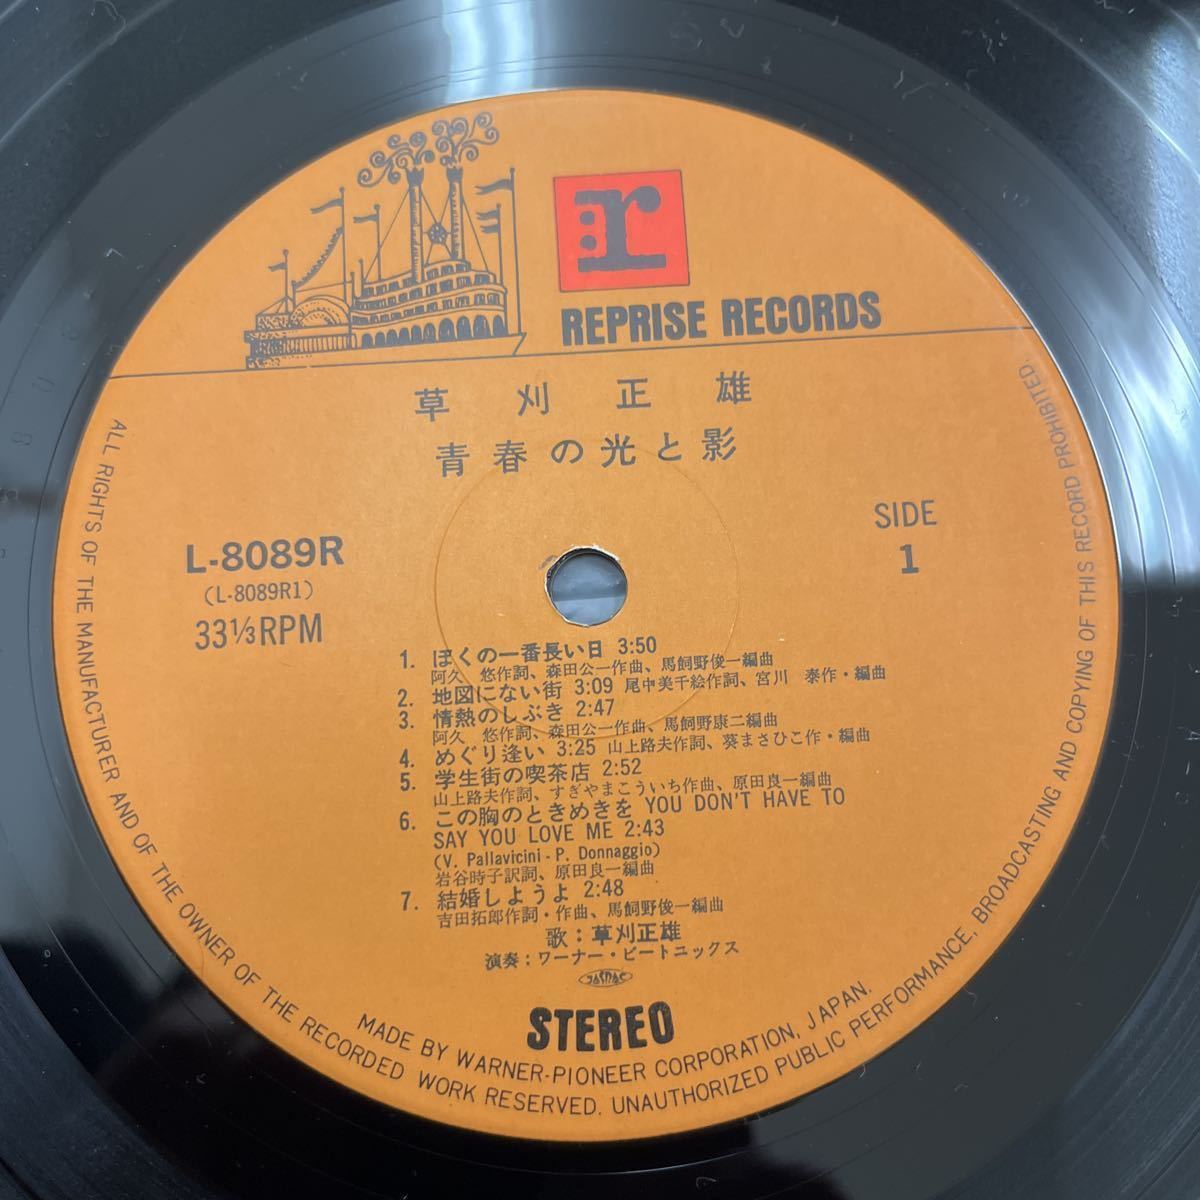 r
REPRISE RECORDS
草刈正雄
青春の光と影
L-8089R
(L-8089R1)
33⅓RPM
SIDE
1
1. ぼくの一番長い日 3:50
阿久 悠作詞、森田公一作曲、馬飼野俊一編曲
2. 地図にない街 3:09 尾中美千絵作詞、宮川 泰作・編曲
3. 情熱のしぶき 2:47
阿久 悠作詞、森田公一作曲、馬飼野康二編曲
4. めぐり逢い 3:25 山上路夫作詞、葵まさひこ作・編曲
5. 学生街の喫茶店 2:52
山上路夫作詞、すぎやまこういち作曲、原田良一編曲
6. この胸のときめきを YOU DON'T HAVE TO
SAY YOU LOVE ME 2:43
(V. Pallavicini - P. Donnaggio)
岩谷時子訳詞、原田良一編曲
7. 結婚しようよ 2:48
吉田拓郎作詞・作曲、馬飼野俊一編曲
歌：草刈正雄
演奏：ワーナー・ビートニックス
JASRAC
STEREO
MADE BY WARNER-PIONEER CORPORATION, JAPAN.
ALL RIGHTS OF THE MANUFACTURER AND OF THE OWNER OF THE RECORDED WORK RESERVED. UNAUTHORIZED PUBLIC PERFORMANCE, BROADCASTING AND COPYING OF THIS RECORD PROHIBITED.